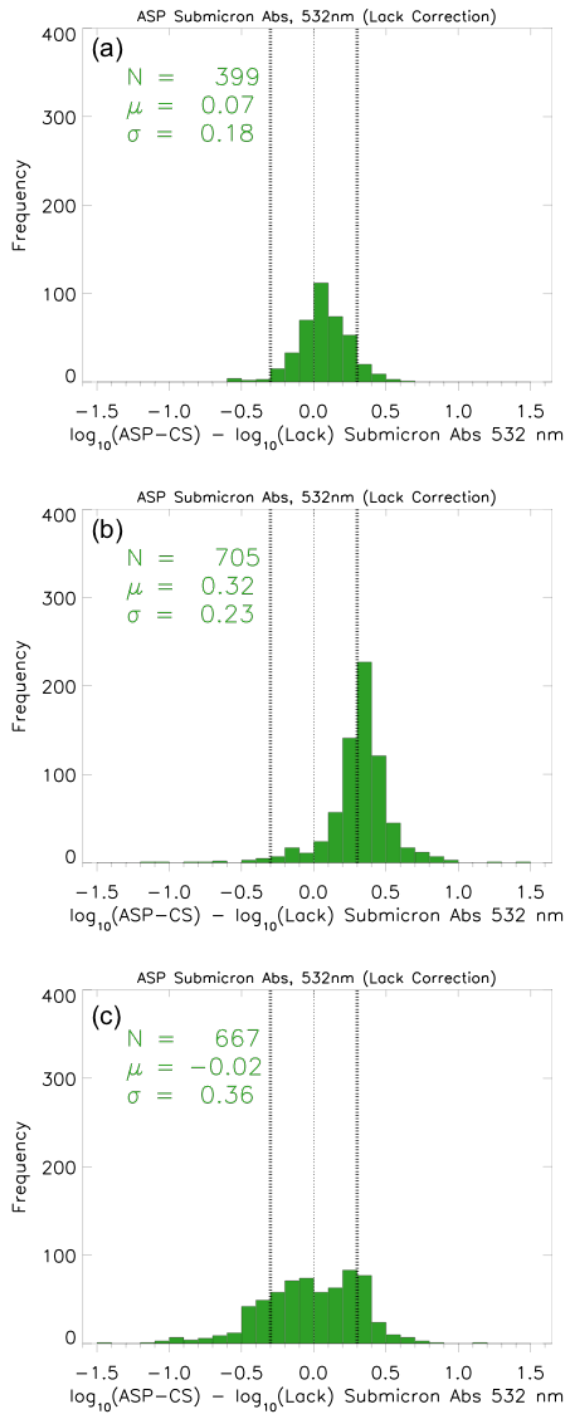 ASP Submicron Abs, 532nm (Lack Correction)
(a)
N = 399
μ = 0.07
σ = 0.18
Frequency
400
300
200
100
0
−1.5 −1.0 −0.5 0.0 0.5 1.0 1.5
log₁₀(ASP−CS) − log₁₀(Lack) Submicron Abs 532 nm
ASP Submicron Abs, 532nm (Lack Correction)
(b)
N = 705
μ = 0.32
σ = 0.23
Frequency
400
300
200
100
0
−1.5 −1.0 −0.5 0.0 0.5 1.0 1.5
log₁₀(ASP−CS) − log₁₀(Lack) Submicron Abs 532 nm
ASP Submicron Abs, 532nm (Lack Correction)
(c)
N = 667
μ = −0.02
σ = 0.36
Frequency
400
300
200
100
0
−1.5 −1.0 −0.5 0.0 0.5 1.0 1.5
log₁₀(ASP−CS) − log₁₀(Lack) Submicron Abs 532 nm